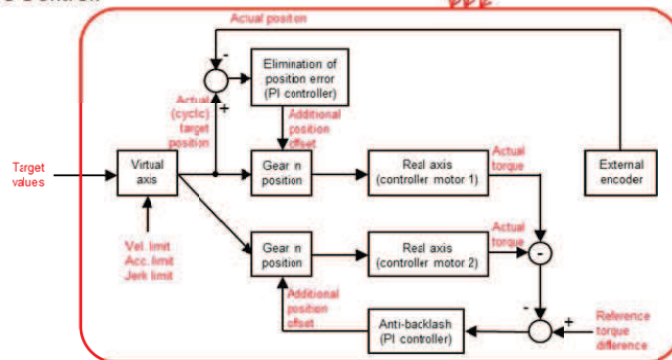 Actual position
-
Elimination of
position error
(PI controller)
+
Actual
(cyclic)
target
position
Additional
position
offset
Target
values
Virtual
axis
Gear n
position
Real axis
(controller motor 1)
Actual
torque
External
encoder
Vel. limit
Acc. limit
Jerk limit
Gear n
position
Real axis
(controller motor 2)
Actual
torque
-
Additional
position
offset
Anti-backlash
(PI controller)
-
+
Reference
torque
difference